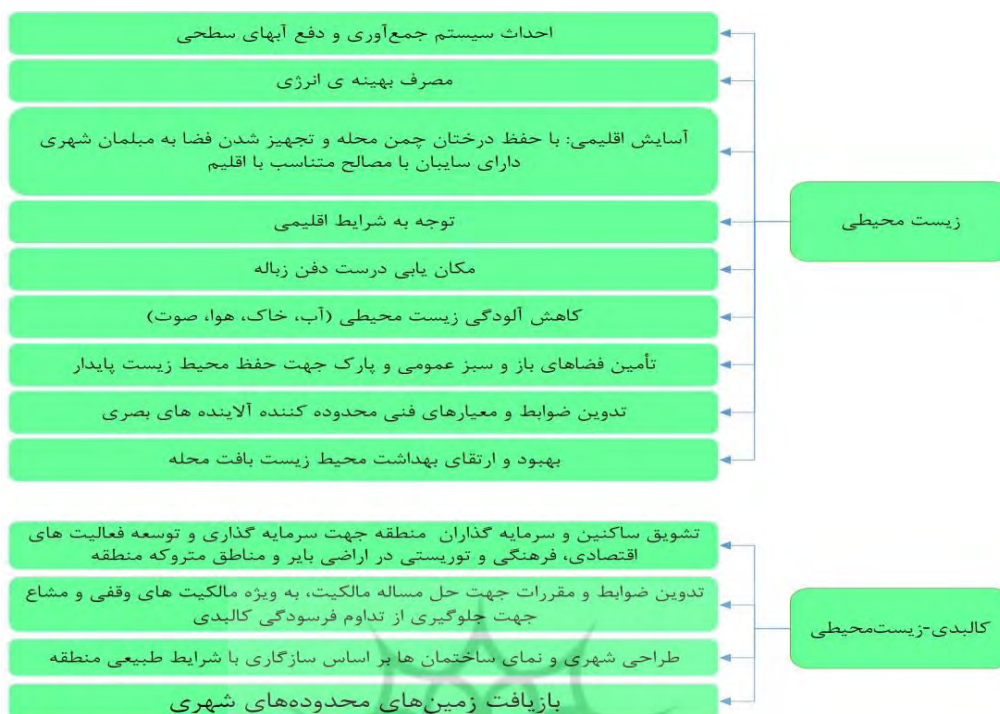 احداث سیستم جمع‌آوری و دفع آبهای سطحی
مصرف بهینه ی انرژی
آسایش اقلیمی: با حفظ درختان چمن محله و تجهیز شدن فضا به مبلمان شهری
دارای سایبان با مصالح متناسب با اقلیم
زیست محیطی
توجه به شرایط اقلیمی
مکان یابی درست دفن زباله
کاهش آلودگی زیست محیطی (آب، خاک، هوا، صوت)
تأمین فضاهای باز و سبز عمومی و پارک جهت حفظ محیط زیست پایدار
تدوین ضوابط و معیارهای فنی محدوده کننده آلاینده های بصری
بهبود و ارتقای بهداشت محیط زیست بافت محله
تشویق ساکنین و سرمایه گذاران منطقه جهت سرمایه گذاری و توسعه فعالیت های
اقتصادی، فرهنگی و توریستی در اراضی بایر و مناطق متروکه منطقه
تدوین ضوابط و مقررات جهت حل مساله مالکیت، به ویژه مالکیت های وقفی و مشاع
جهت جلوگیری از تداوم فرسودگی کالبدی
کالبدی-زیست‌محیطی
طراحی شهری و نمای ساختمان ها بر اساس سازگاری با شرایط طبیعی منطقه
بازیافت زمین‌های محدوده‌های شهری